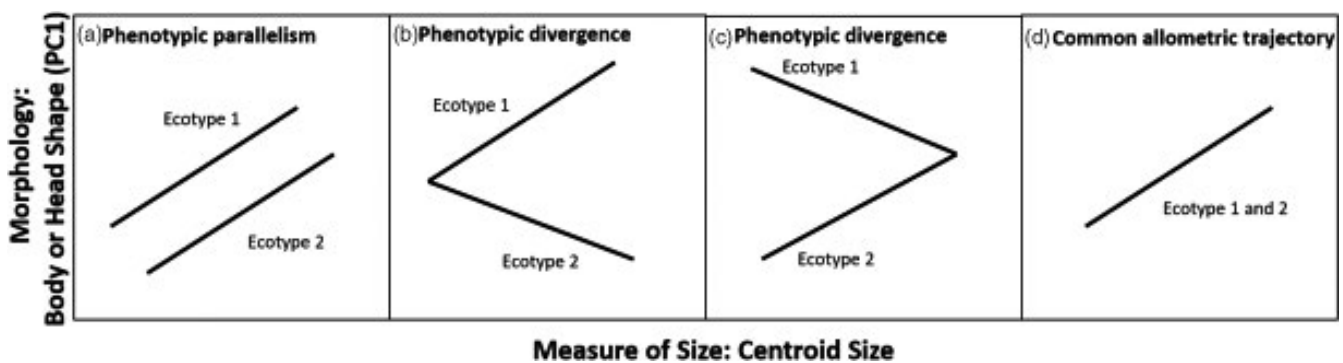 Morphology:
Body or Head Shape (PC1)
(a) Phenotypic parallelism
Ecotype 1
Ecotype 2
(b) Phenotypic divergence
Ecotype 1
Ecotype 2
(c) Phenotypic divergence
Ecotype 1
Ecotype 2
(d) Common allometric trajectory
Ecotype 1 and 2
Measure of Size: Centroid Size